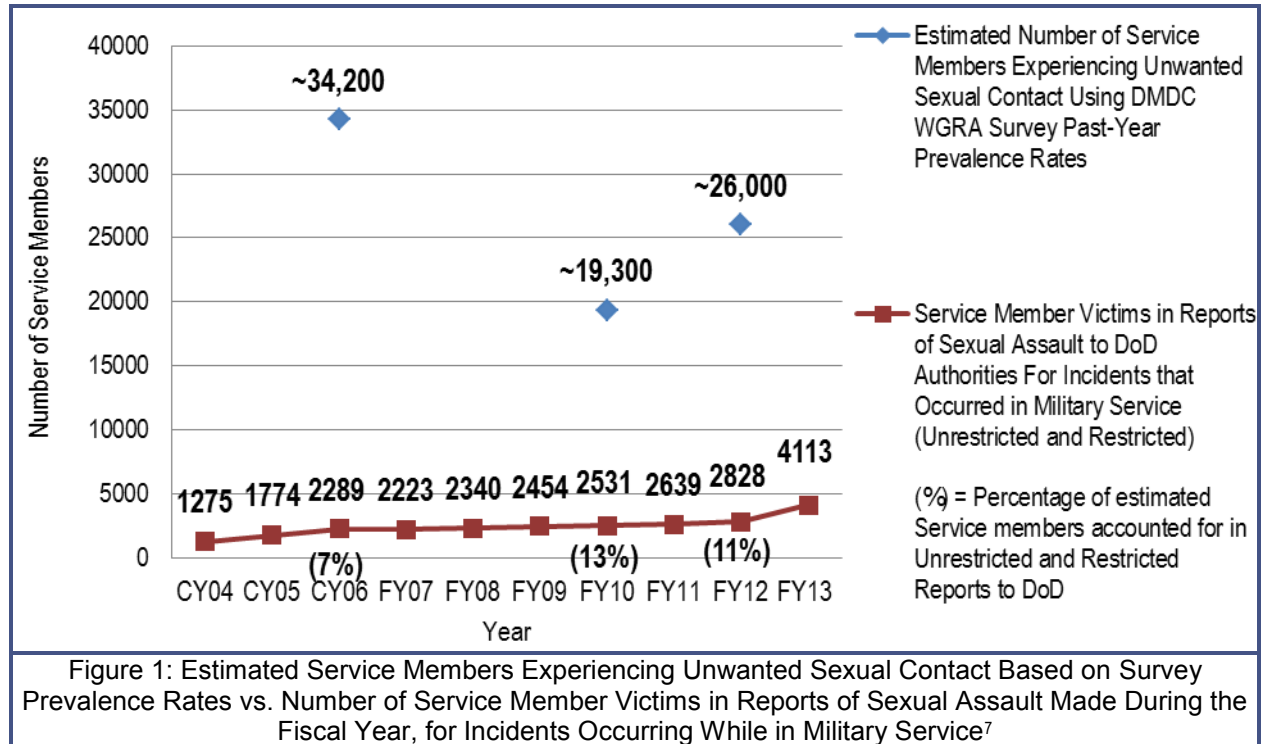 40000
35000
30000
25000
20000
15000
10000
5000
0
Number of Service Members
~34,200
~19,300
~26,000
1275 1774 2289 2223 2340 2454 2531 2639 2828 4113
(7%) (13%) (11%)
CY04 CY05 CY06 FY07 FY08 FY09 FY10 FY11 FY12 FY13
Year
Estimated Number of Service
Members Experiencing Unwanted
Sexual Contact Using DMDC
WGRA Survey Past-Year
Prevalence Rates
Service Member Victims in Reports
of Sexual Assault to DoD
Authorities For Incidents that
Occurred in Military Service
(Unrestricted and Restricted)
(%) = Percentage of estimated
Service members accounted for in
Unrestricted and Restricted
Reports to DoD
Figure 1: Estimated Service Members Experiencing Unwanted Sexual Contact Based on Survey
Prevalence Rates vs. Number of Service Member Victims in Reports of Sexual Assault Made During the
Fiscal Year, for Incidents Occurring While in Military Service⁷